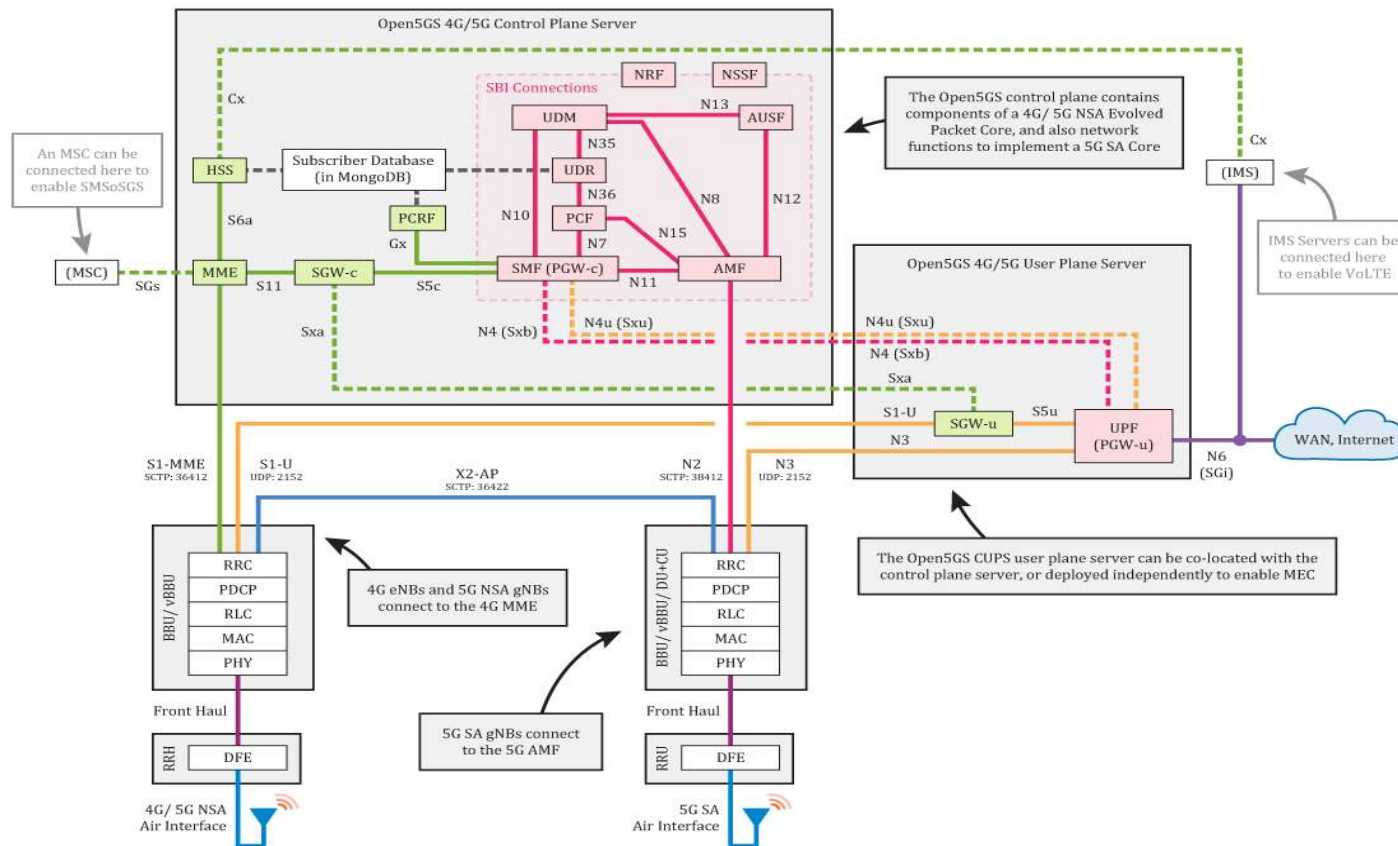 Open5GS 4G/5G Control Plane Server
Cx
NRF
NSSF
SBI Connections
N13
UDM
AUSF
The Open5GS control plane contains
components of a 4G/ 5G NSA Evolved
Packet Core, and also network
functions to implement a 5G SA Core
An MSC can be
connected here to
enable SMSoSGS
Cx
HSS
Subscriber Database
(in MongoDB)
N35
UDR
(IMS)
S6a
PCRF
Gx
N10
N36
PCF
N7
N8
N15
N12
IMS Servers can be
connected here
to enable VoLTE
(MSC)
SGs
MME
S11
SGW-c
S5c
SMF (PGW-c)
N11
AMF
Open5GS 4G/5G User Plane Server
Sxa
N4 (Sxb)
N4u (Sxu)
N4u (Sxu)
N4 (Sxb)
Sxa
S1-U
SGW-u
S5u
UPF
(PGW-u)
N3
N6
(SGi)
WAN, Internet
S1-MME
SCTP: 36412
S1-U
UDP: 2152
X2-AP
SCTP: 36422
N2
SCTP: 38412
N3
UDP: 2152
The Open5GS CUPS user plane server can be co-located with the
control plane server, or deployed independently to enable MEC
BBU/ vBBU
RRC
PDCP
RLC
MAC
PHY
4G eNBs and 5G NSA gNBs
connect to the 4G MME
BBU/ vBBU/ DU+CU
RRC
PDCP
RLC
MAC
PHY
Front Haul
5G SA gNBs connect
to the 5G AMF
Front Haul
RRH
DFE
RRU
DFE
4G/ 5G NSA
Air Interface
5G SA
Air Interface